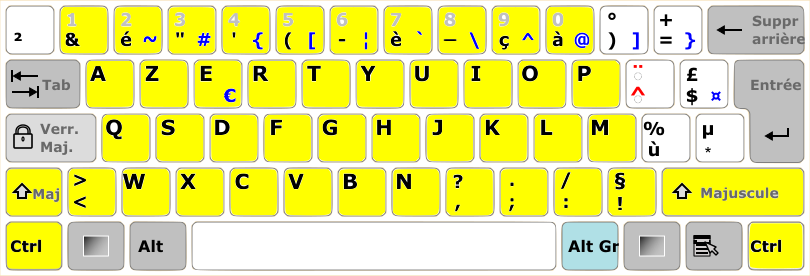 1 2 3 4 5 6 7 8 9 0 ° + Suppr
² & é ~ " # ' { ( [ - ¦ è ` _ \ ç ^ à @ ) ] = } arrière
Tab A Z E R T Y U I O P ¨ £ Entrée
€ ^ $ ¤
Verr. Q S D F G H J K L M % µ
Maj. ù *
Maj > W X C V B N ? . / § Majuscule
< , ; : !
Ctrl Alt Alt Gr Ctrl